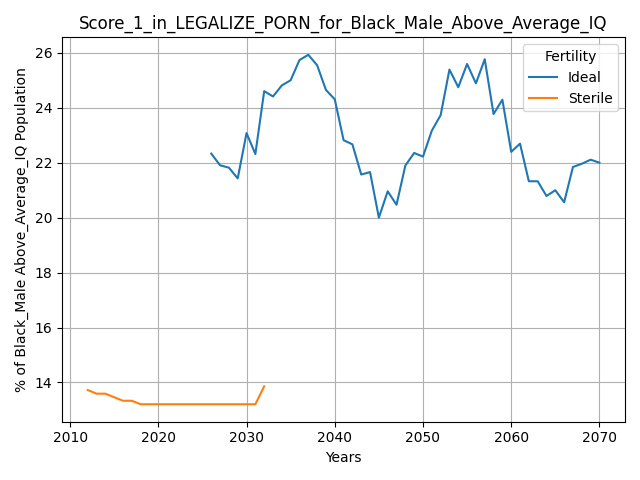 Score_1_in_LEGALIZE_PORN_for_Black_Male_Above_Average_IQ
% of Black_Male Above_Average_IQ Population
26
24
22
20
18
16
14
Fertility
Ideal
Sterile
2010 2020 2030 2040 2050 2060 2070
Years